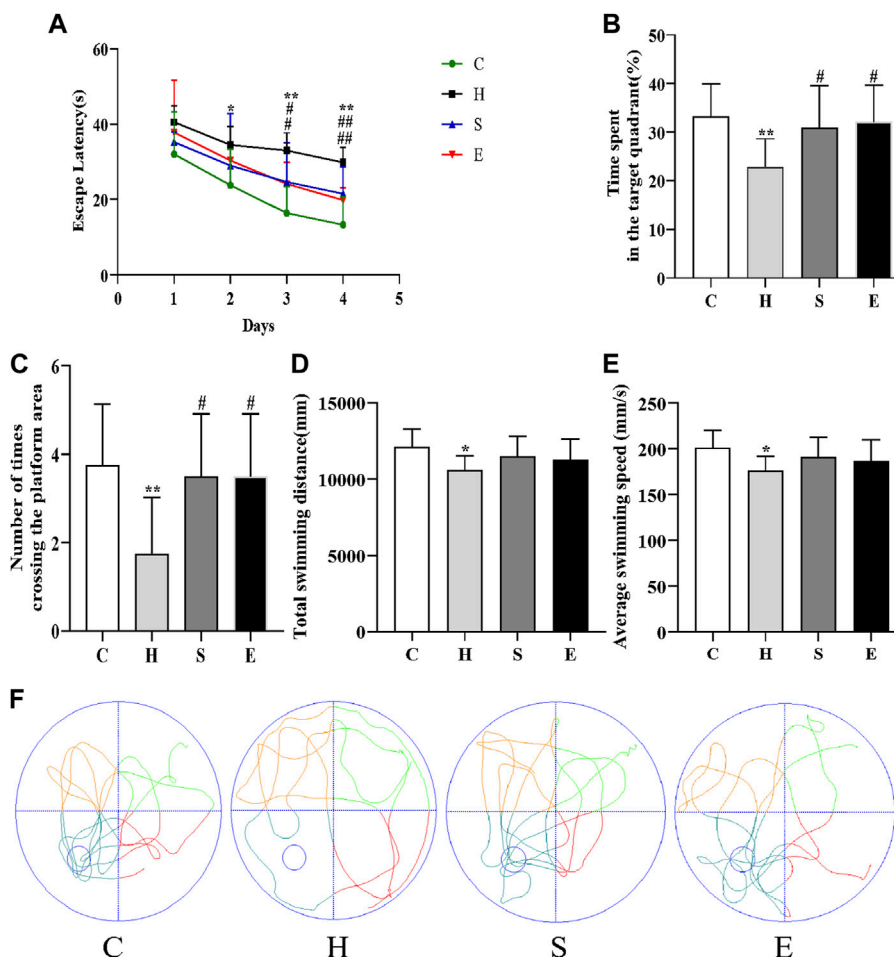 A
Escape Latency(s)
60
40
20
0
0
1
2
3
4
5
Days
*
**
#
#
**
##
##
C
H
S
E
B
Time spent
in the target quadrant(%)
50
40
30
20
10
0
**
#
#
C
H
S
E
C
Number of times
crossing the platform area
6
4
2
0
**
#
#
C
H
S
E
D
Total swimming distance(mm)
15000
10000
5000
0
*
C
H
S
E
E
Average swimming speed (mm/s)
250
200
150
100
50
0
*
C
H
S
E
F
C
H
S
E